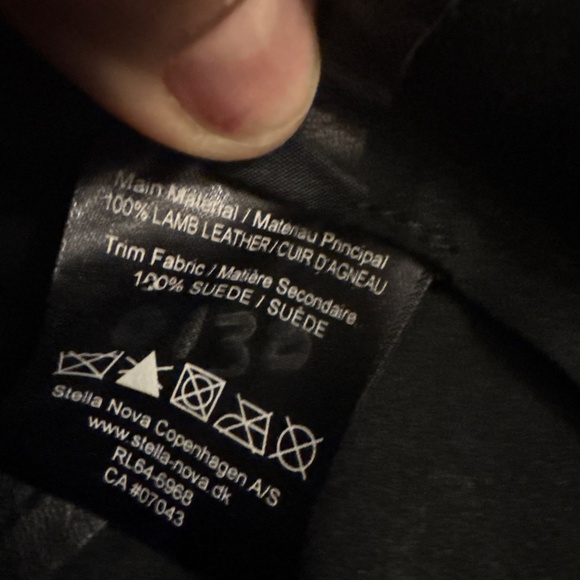 Main Material / Materiau Principal
100% LAMB LEATHER/CUIR D'AGNEAU
Trim Fabric / Matière Secondaire
100% SUEDE / SUÈDE
Stella Nova Copenhagen A/S
www.stella-nova.dk
RL64-6968
CA #07043